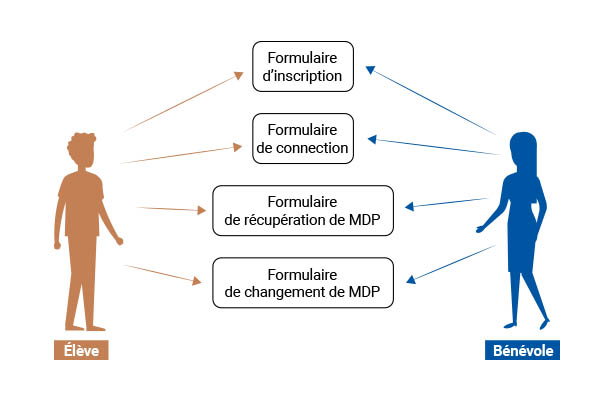 Formulaire
d’inscription
Formulaire
de connection
Formulaire
de récupération de MDP
Formulaire
de changement de MDP
Élève
Bénévole